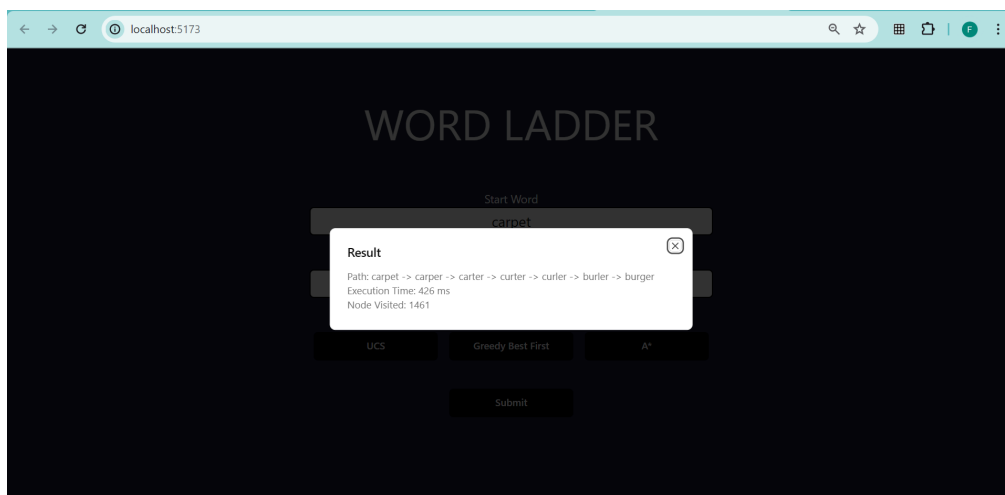 localhost:5173
F
WORD LADDER
Start Word
carpet
Result
Path: carpet -> carper -> carter -> curter -> curler -> burler -> burger
Execution Time: 426 ms
Node Visited: 1461
UCS Greedy Best First A*
Submit